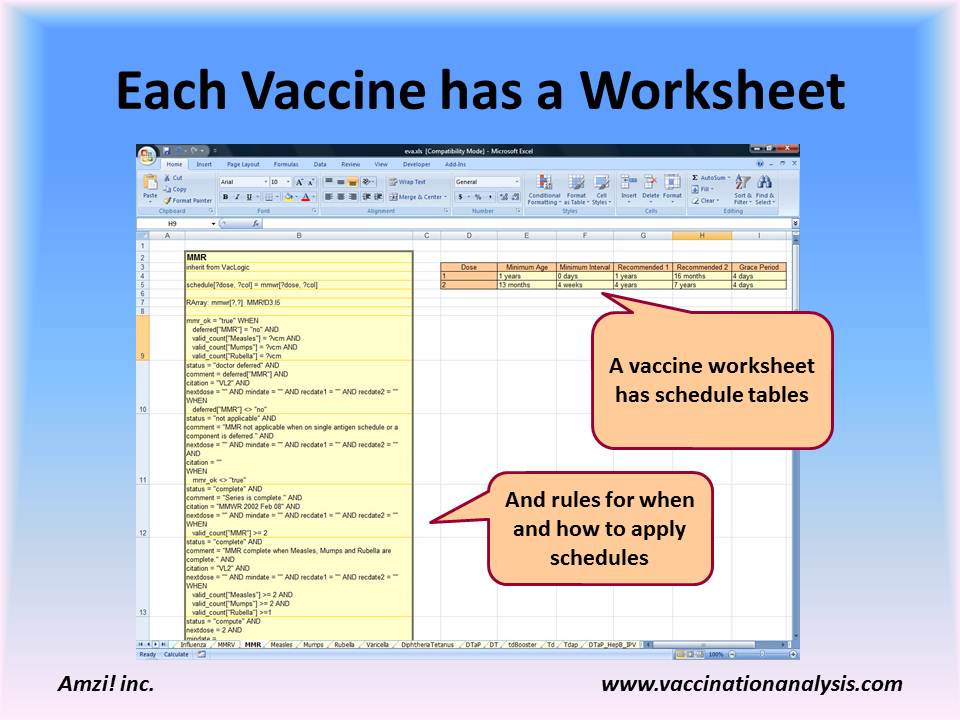 Each Vaccine has a Worksheet
eva.xls [Compatibility Mode] - Microsoft Excel
Home Insert Page Layout Formulas Data Review View Developer Add-Ins
Paste
Cut
Copy
Format Painter
Clipboard
Arial 10
B I U
Font
Wrap Text
Merge & Center
Alignment
General
$ % ,
Number
Conditional Formatting
Format as Table
Cell Styles
Styles
Insert Delete Format
Cells
AutoSum
Fill
Clear
Sort & Filter
Find & Select
Editing
H9 fx
A B C D E F G H I
1
2 MMR
3 inherit from VacLogic
Dose Minimum Age Minimum Interval Recommended 1 Recommended 2 Grace Period
4
1 1 years 0 days 1 years 16 months 4 days
5 schedule[?dose, ?col] = mmwr[?dose, ?col]
2 13 months 4 weeks 4 years 7 years 4 days
6
7 RArray: mmwr[?,?] MMR!D3:I5
8
mmr_ok = "true" WHEN
deferred["MMR"] = "no" AND
valid_count["Measles"] = ?vcm AND
valid_count["Mumps"] = ?vcm AND
valid_count["Rubella"] = ?vcm
9
status = "doctor deferred" AND
comment = deferred["MMR"] AND
citation = "VL2" AND
nextdose = "" AND mindate = "" AND recdate1 = "" AND recdate2 = ""
WHEN
deferred["MMR"] <> "no"
10
status = "not applicable" AND
comment = "MMR not applicable when on single antigen schedule or a
component is deferred." AND
nextdose = "" AND mindate = "" AND recdate1 = "" AND recdate2 = ""
AND
citation = ""
WHEN
mmr_ok <> "true"
11
status = "complete" AND
comment = "Series is complete." AND
citation = "MMWR 2002 Feb 08" AND
nextdose = "" AND mindate = "" AND recdate1 = "" AND recdate2 = ""
WHEN
valid_count["MMR"] >= 2
12
status = "complete" AND
comment = "MMR complete when Measles, Mumps and Rubella are
complete." AND
citation = "VL2" AND
nextdose = "" AND mindate = "" AND recdate1 = "" AND recdate2 = ""
WHEN
valid_count["Measles"] >= 2 AND
valid_count["Mumps"] >= 2 AND
valid_count["Rubella"] >=1
13
status = "compute" AND
nextdose = 2 AND
mindate =
A vaccine worksheet
has schedule tables
And rules for when
and how to apply
schedules
Influenza MMRV MMR Measles Mumps Rubella Varicella DiphtheriaTetanus DTaP DT tdBooster Td Tdap DTaP_HepB_IPV
Ready Calculate 100%
Amzi! inc.
www.vaccinationanalysis.com